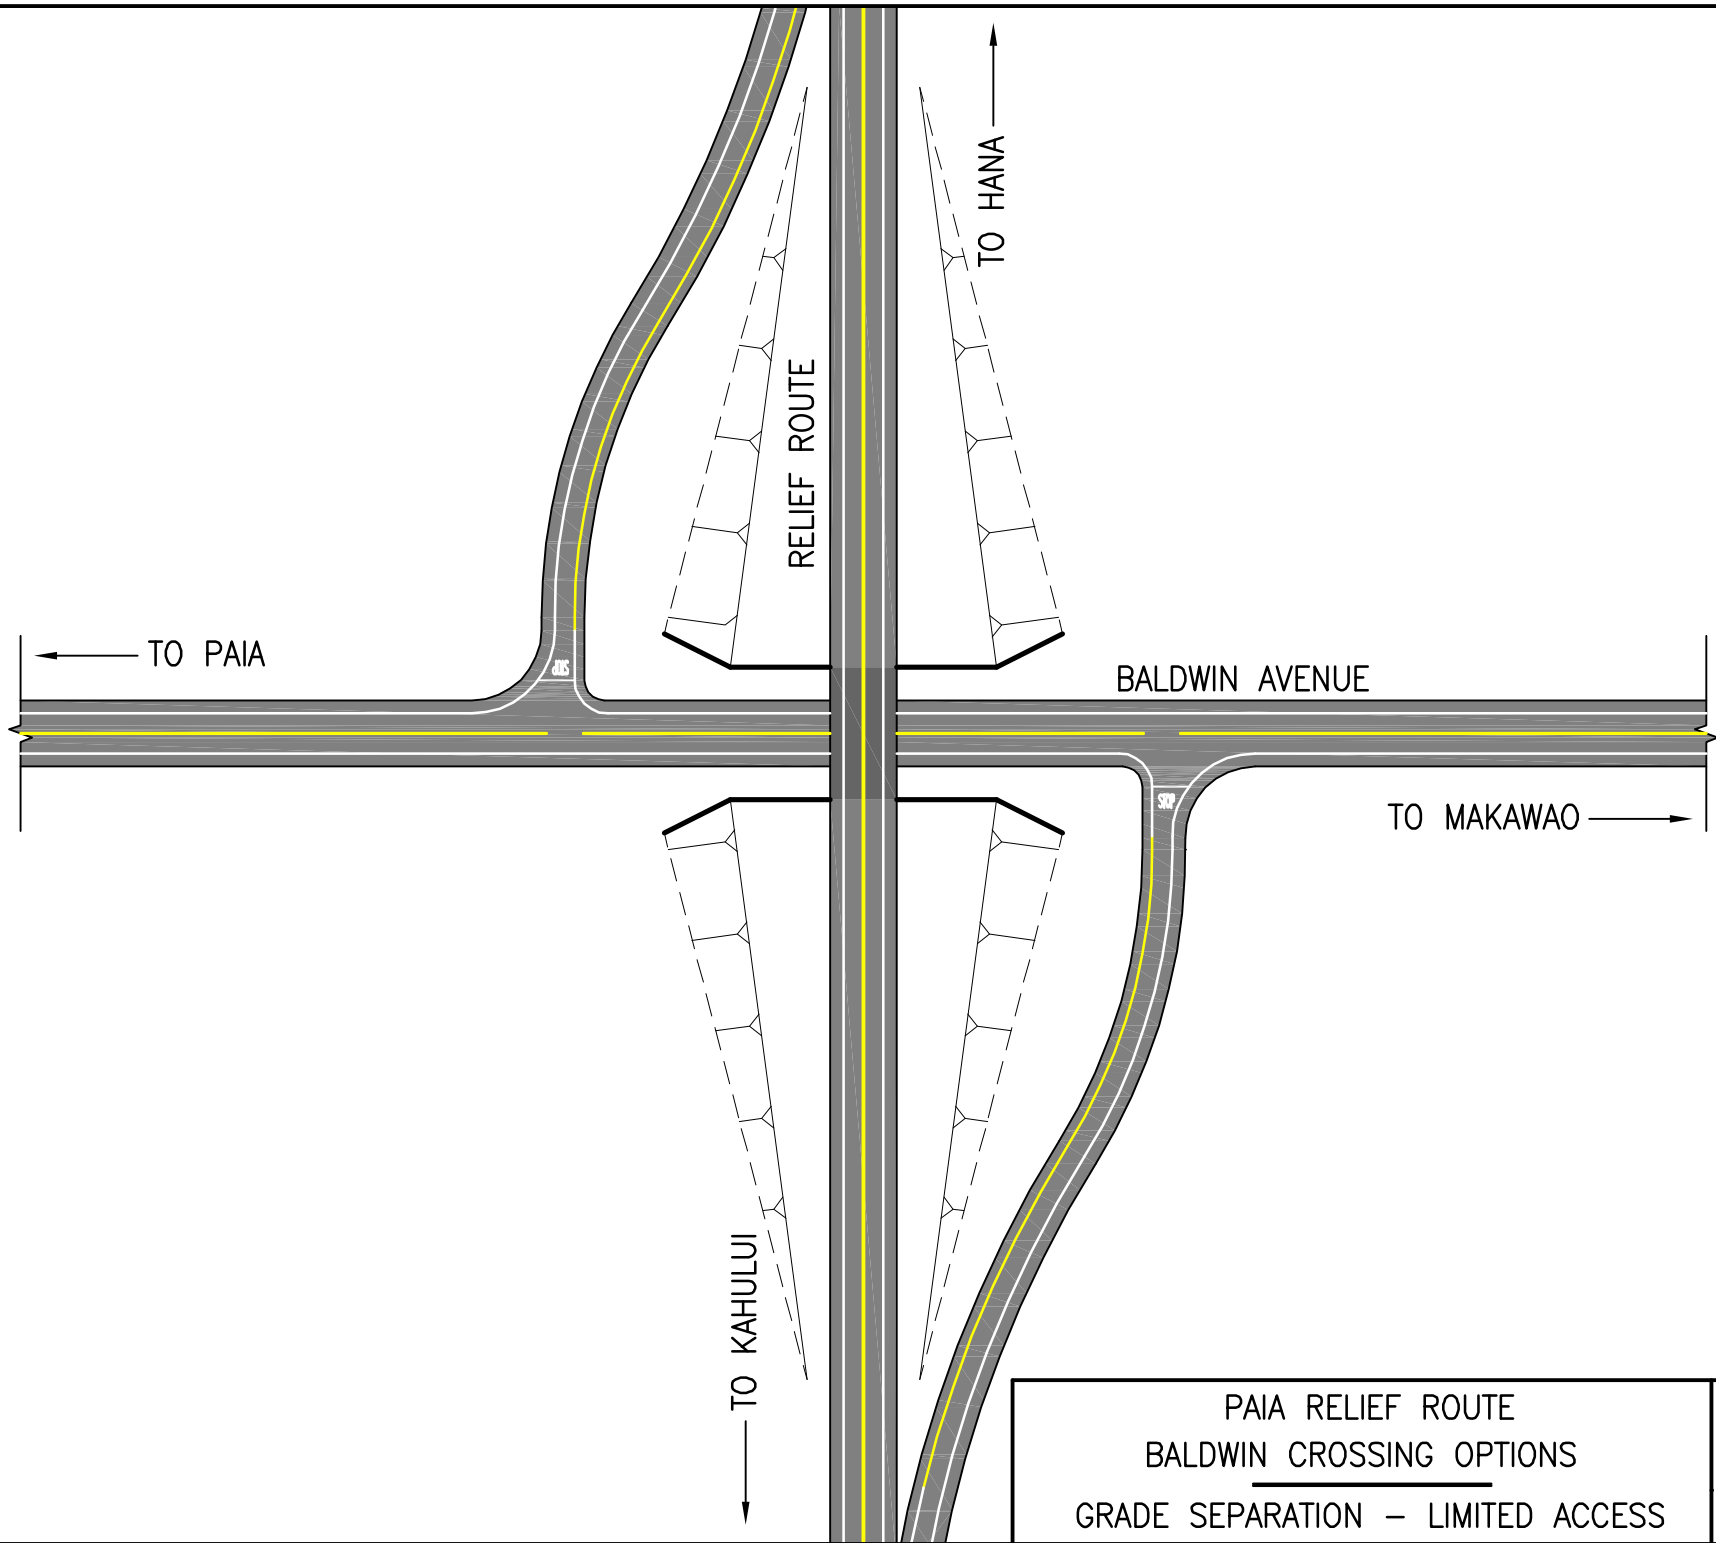 TO HANA
RELIEF ROUTE
TO PAIA
STOP
BALDWIN AVENUE
STOP
TO MAKAWAO
TO KAHULUI
PAIA RELIEF ROUTE
BALDWIN CROSSING OPTIONS
GRADE SEPARATION – LIMITED ACCESS